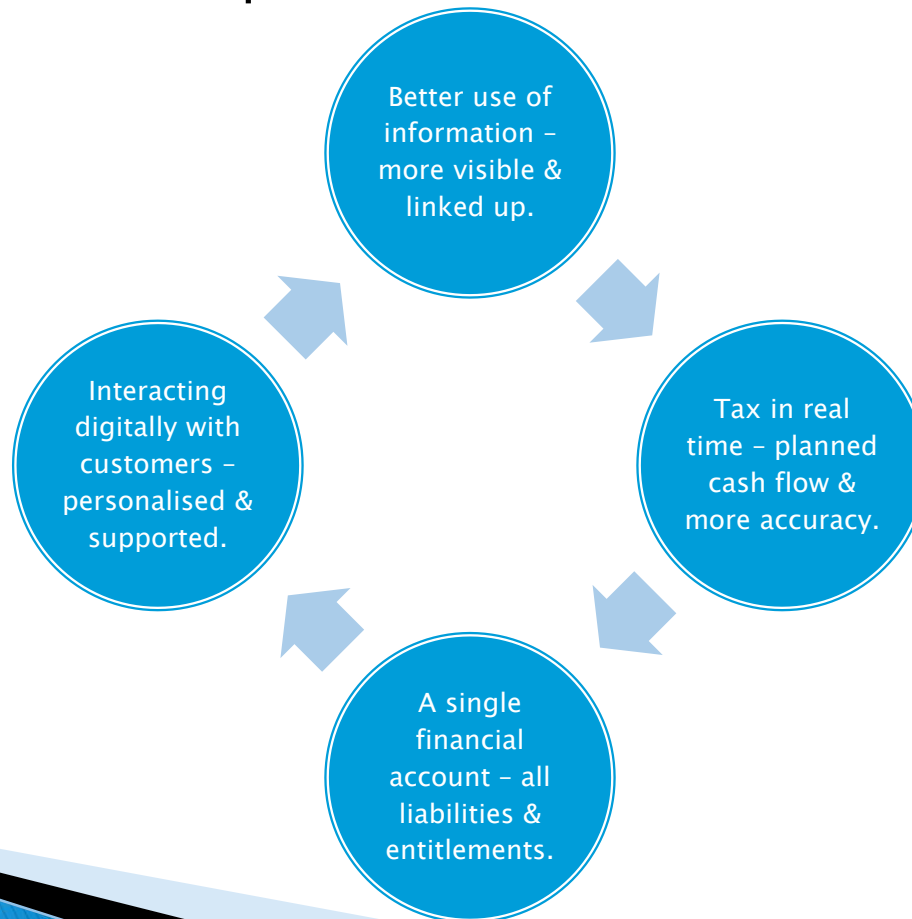 Better use of
information –
more visible &
linked up.
Tax in real
time – planned
cash flow &
more accuracy.
A single
financial
account – all
liabilities &
entitlements.
Interacting
digitally with
customers –
personalised &
supported.